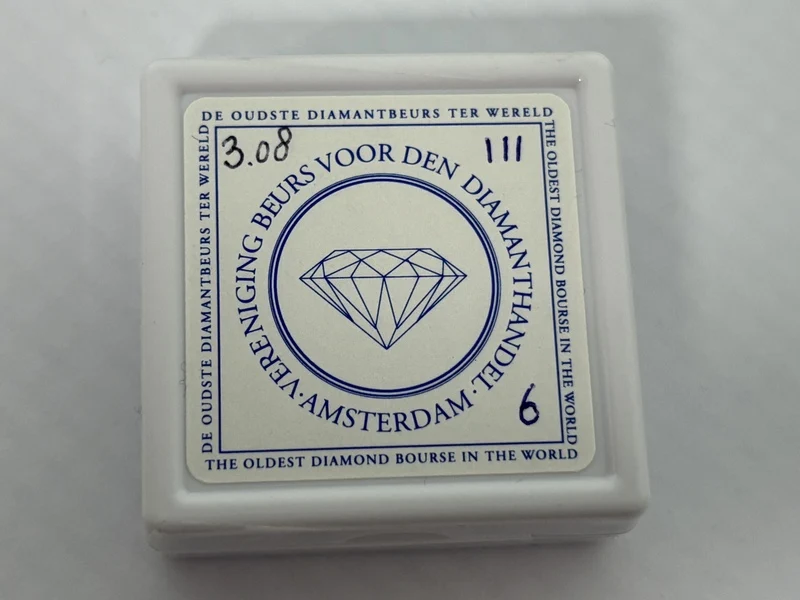 DE OUDSTE DIAMANTBEURS TER WERELD
3.08
111
VERENIGING BEURS VOOR DEN DIAMANTHANDEL
· AMSTERDAM ·
6
DE OUDSTE DIAMANTBEURS TER WERELD
THE OLDEST DIAMOND BOURSE IN THE WORLD
THE OLDEST DIAMOND BOURSE IN THE WORLD